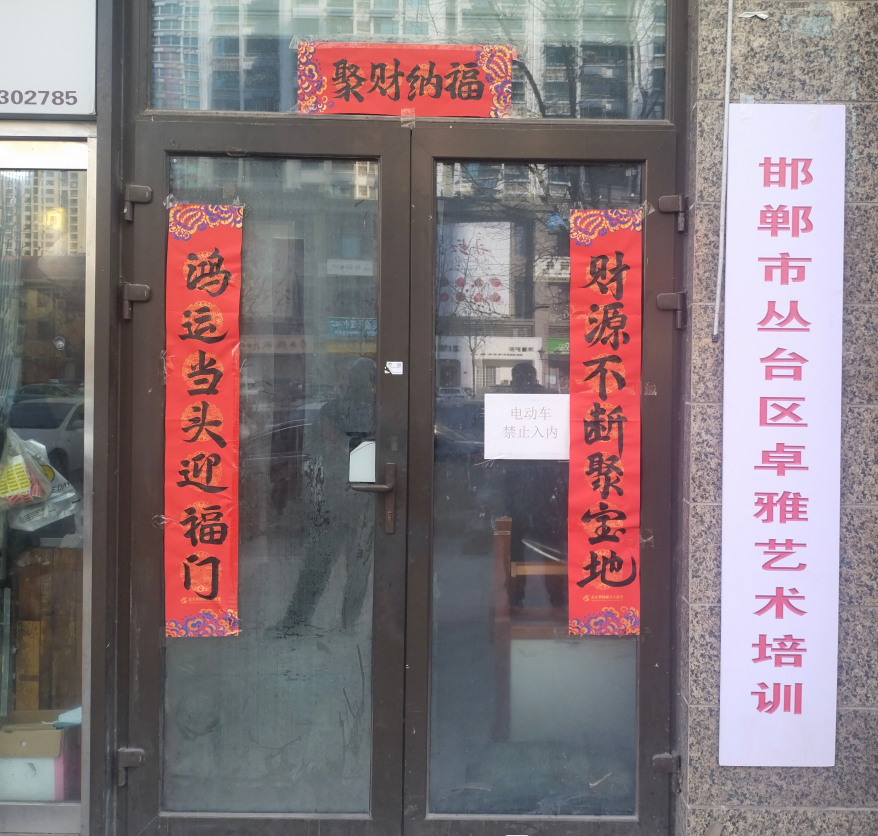 302785
聚财纳福
鸿运当头迎福门
财源不断聚宝地
电动车
禁止入内
邯郸市丛台区卓雅艺术培训